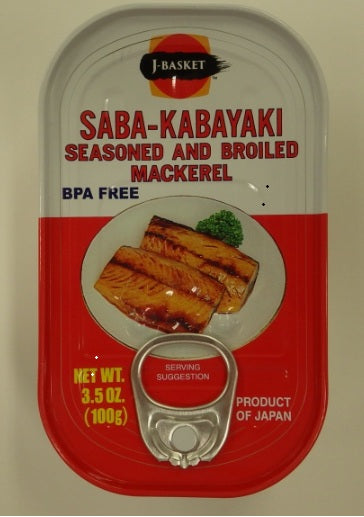 J-BASKET
SABA-KABAYAKI
SEASONED AND BROILED
MACKEREL
BPA FREE
SERVING
SUGGESTION
NET WT.
3.5 OZ.
(100g)
PRODUCT
OF JAPAN